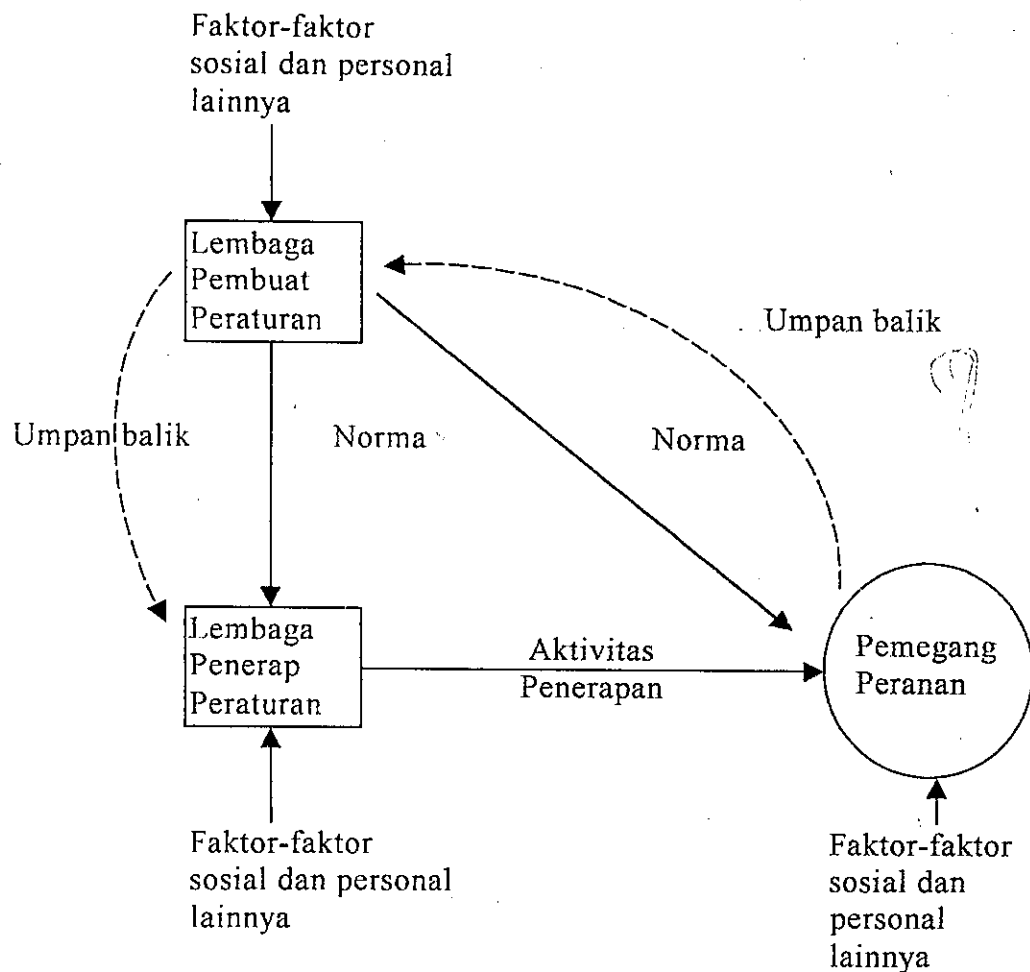 Faktor-faktor
sosial dan personal
lainnya
Lembaga
Pembuat
Peraturan
Umpan balik
Umpan balik
Norma
Norma
Lembaga
Penerap
Peraturan
Aktivitas
Penerapan
Pemegang
Peranan
Faktor-faktor
sosial dan personal
lainnya
Faktor-faktor
sosial dan
personal
lainnya